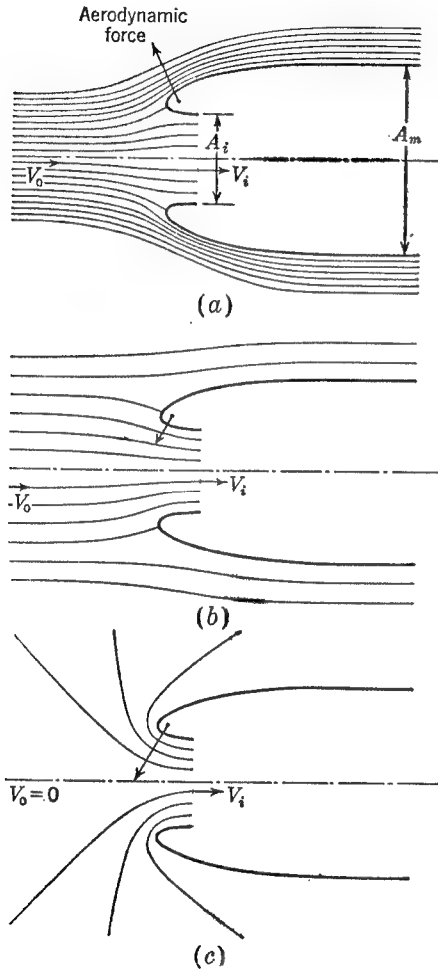 Aerodynamic
force
A_i
A_m
V_0
V_i
(a)
V_0
V_i
(b)
V_0 = 0
V_i
(c)